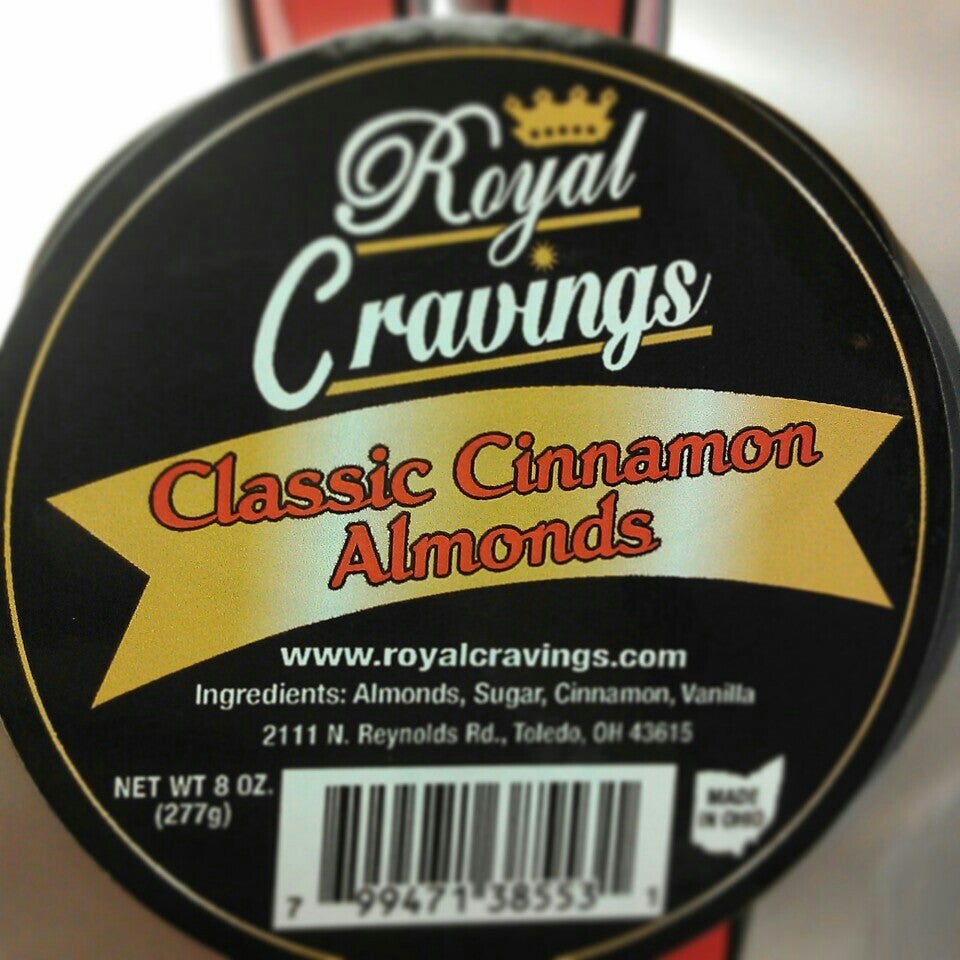 Royal
Cravings
Classic Cinnamon
Almonds
www.royalcravings.com
Ingredients: Almonds, Sugar, Cinnamon, Vanilla
2111 N. Reynolds Rd., Toledo, OH 43615
NET WT 8 OZ.
(277g)
MADE
IN OHIO
7 99471 38553 1